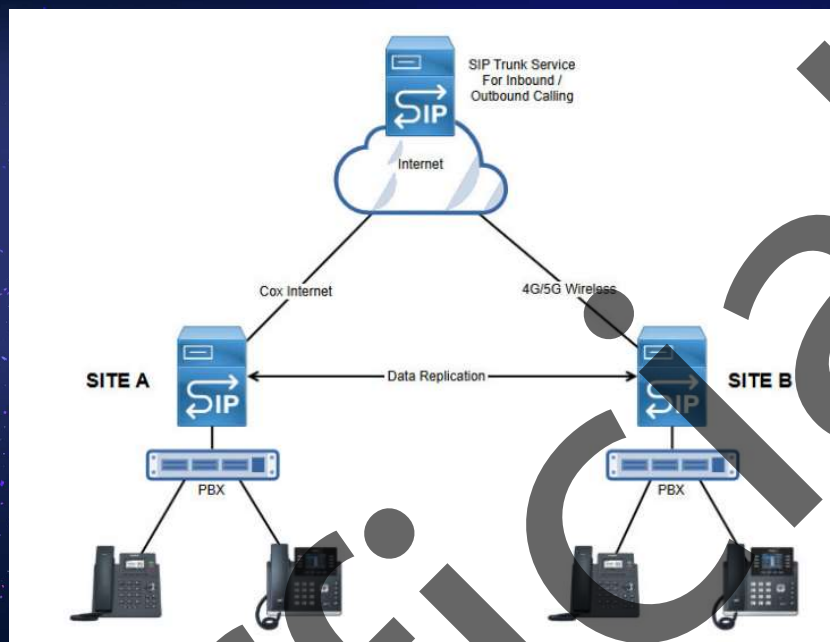 SIP Trunk Service
For Inbound /
Outbound Calling
SIP
Internet
Cox Internet
4G/5G Wireless
SITE A
SIP
Data Replication
SIP
SITE B
PBX
PBX